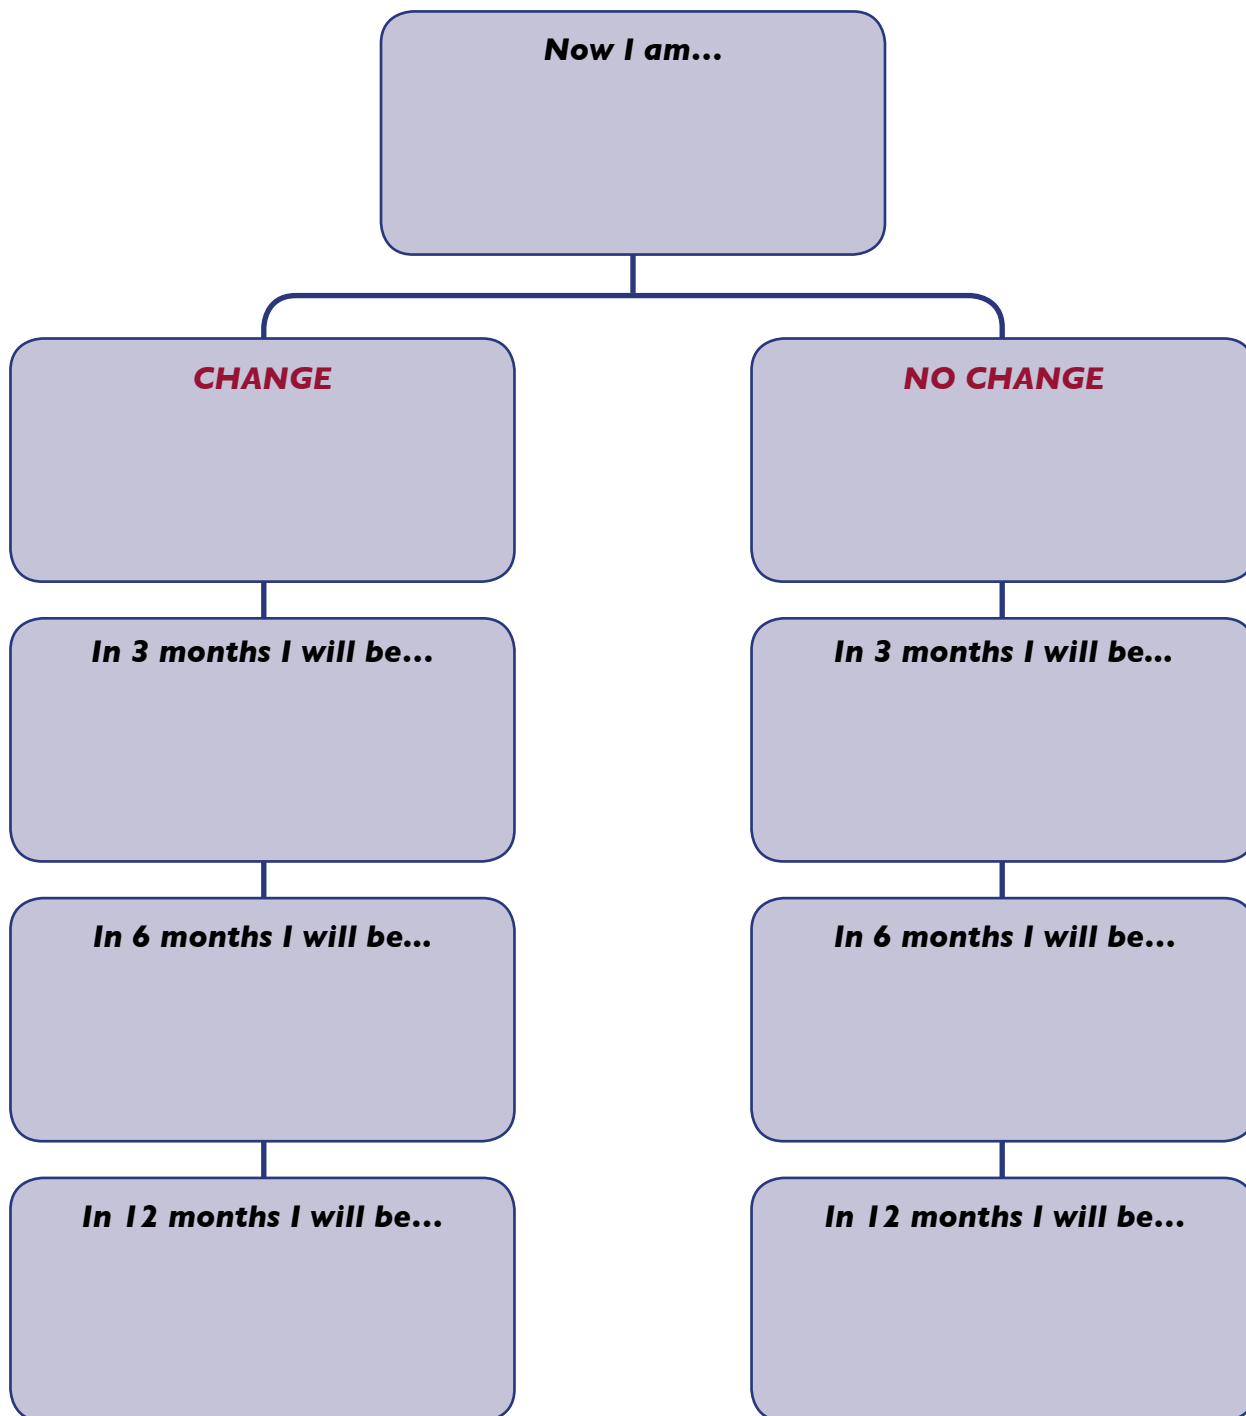 Now I am...
CHANGE
NO CHANGE
In 3 months I will be...
In 3 months I will be...
In 6 months I will be...
In 6 months I will be...
In 12 months I will be...
In 12 months I will be...